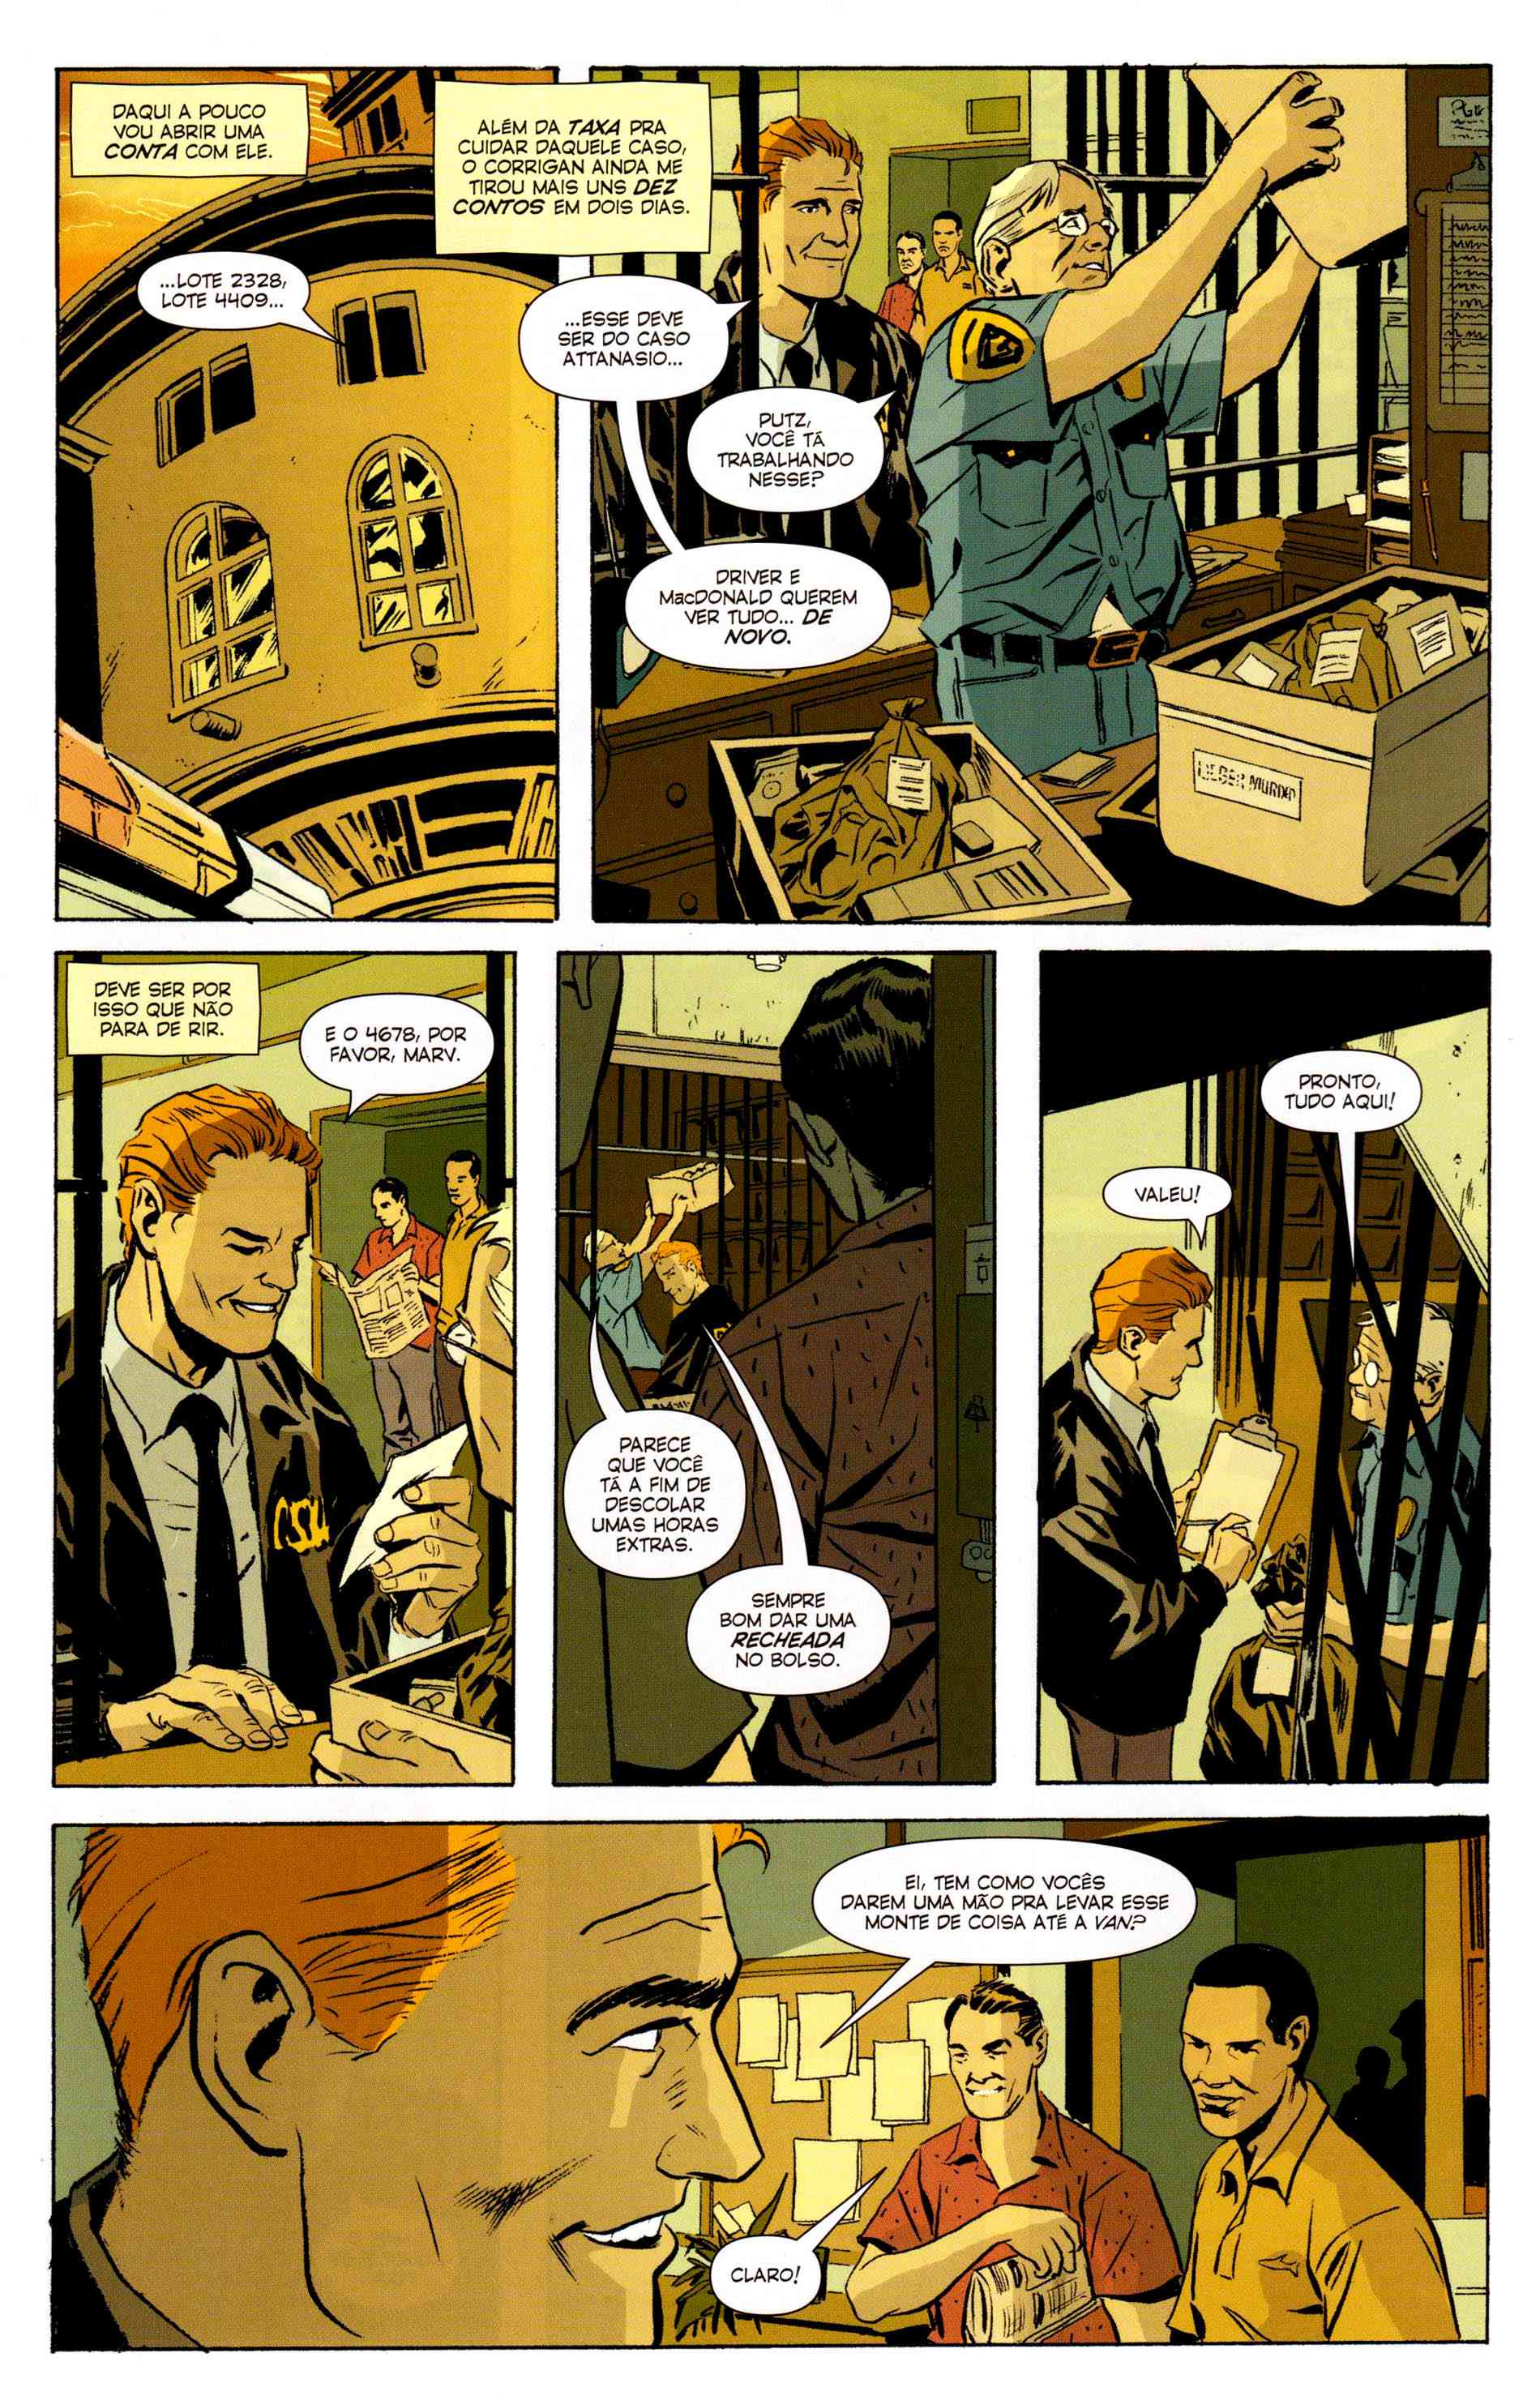 DAQUI A POUCO
VOU ABRIR UMA
CONTA COM ELE.
...LOTE 2328,
LOTE 4409...
ALÉM DA TAXA PRA
CUIDAR DAQUELE CASO,
O CORRIGAN AINDA ME
TIROU MAIS UNS DEZ
CONTOS EM DOIS DIAS.
...ESSE DEVE
SER DO CASO
ATTANASIO...
PUTZ,
VOCÊ TÁ
TRABALHANDO
NESSE?
DRIVER E
MacDONALD QUEREM
VER TUDO... DE
NOVO.
DEVE SER POR
ISSO QUE NÃO
PARA DE RIR.
E O 4678, POR
FAVOR, MARV.
CSU
PARECE
QUE VOCÊ
TÁ A FIM DE
DESCOLAR
UMAS HORAS
EXTRAS.
SEMPRE
BOM DAR UMA
RECHEADA
NO BOLSO.
PRONTO,
TUDO AQUI!
VALEU!
EI, TEM COMO VOCÊS
DAREM UMA MÃO PRA LEVAR ESSE
MONTE DE COISA ATÉ A VAN?
CLARO!